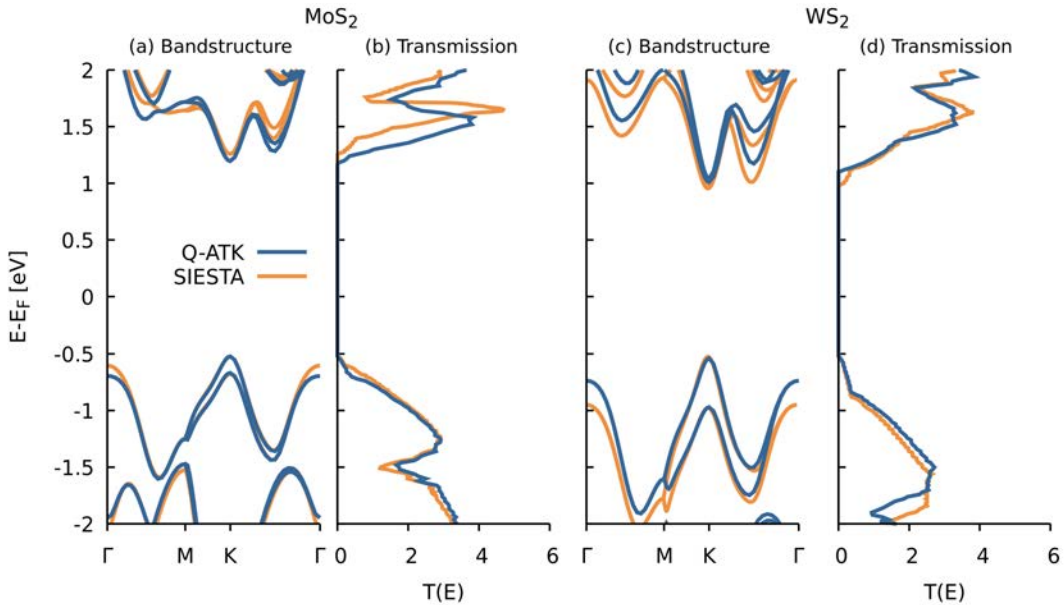 MoS₂ WS₂
(a) Bandstructure (b) Transmission (c) Bandstructure (d) Transmission
2
1.5
1
0.5
0
-0.5
-1
-1.5
-2
E-E_F [eV]
Q-ATK
SIESTA
Γ M K Γ 0 2 4 6 Γ M K Γ 0 2 4 6
T(E) T(E)